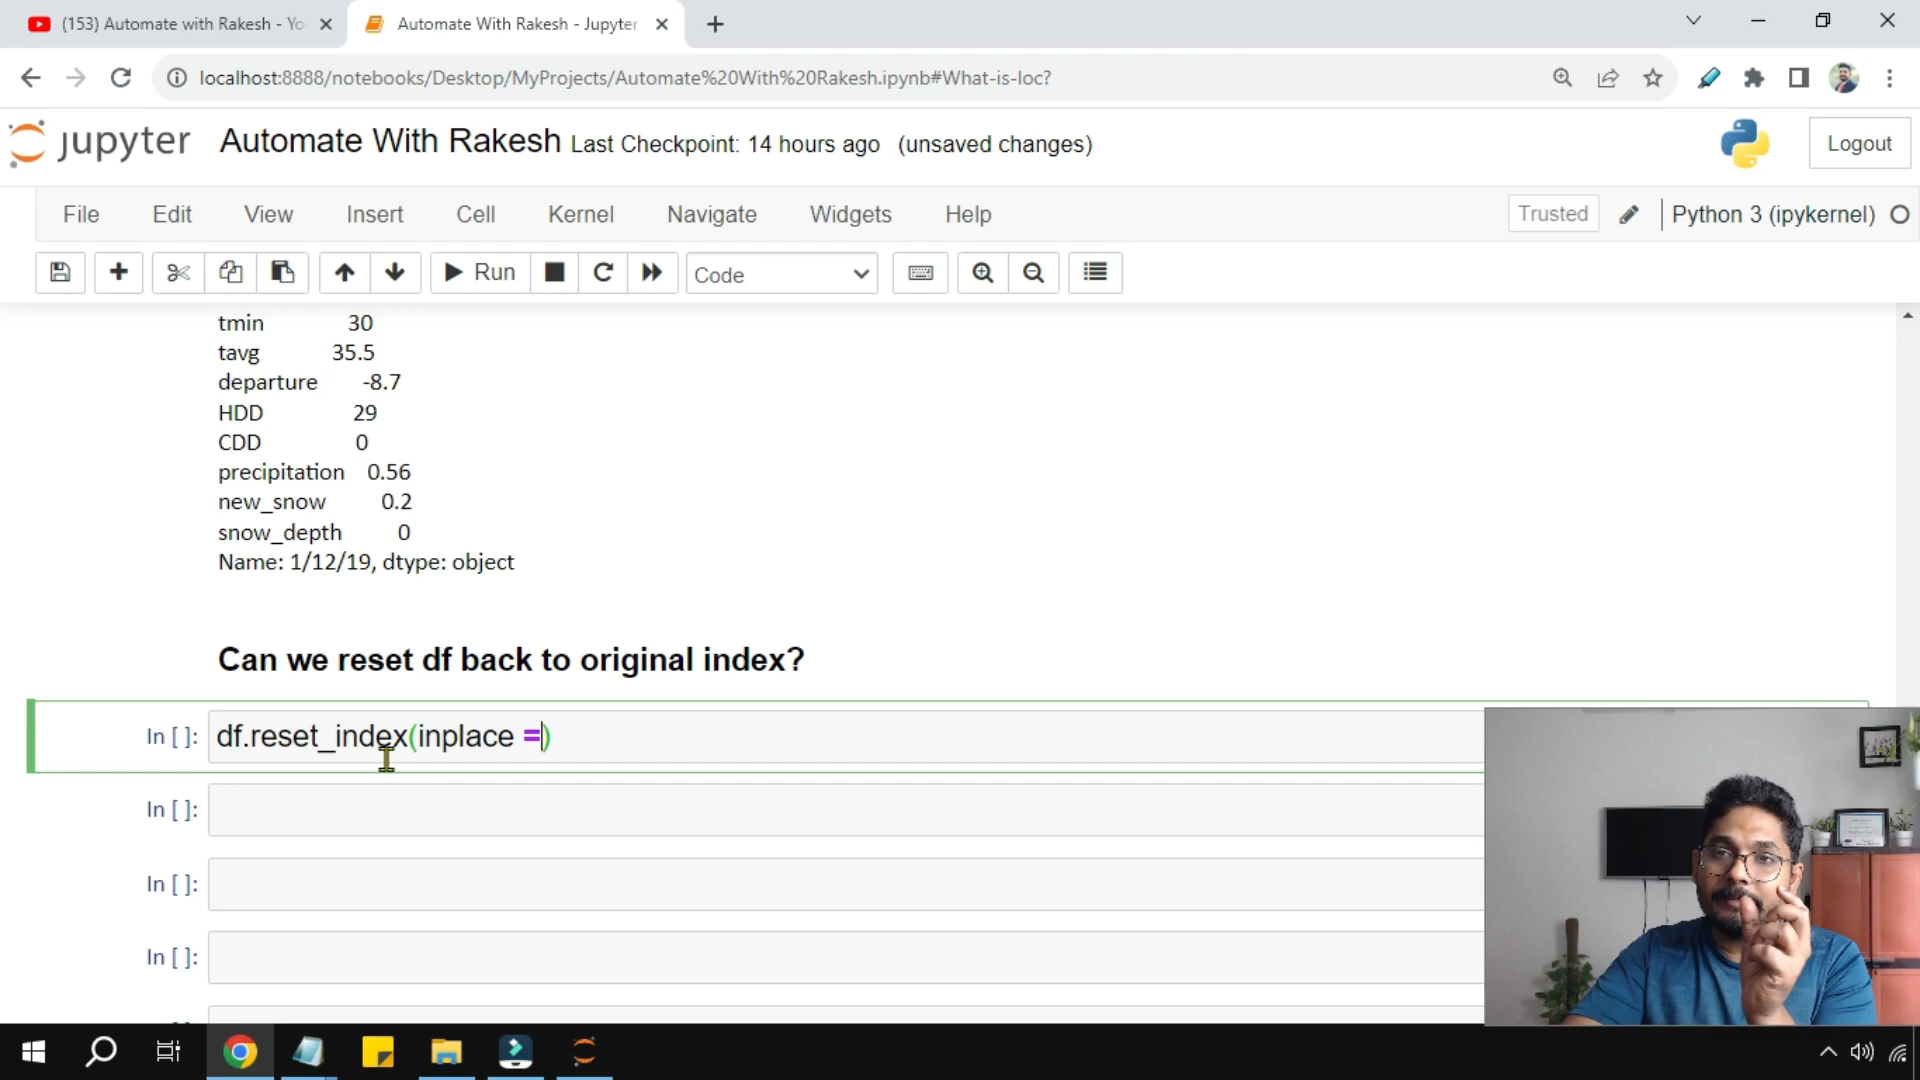 (153) Automate with Rakesh - Yo
Automate With Rakesh - Jupyter
localhost:8888/notebooks/Desktop/MyProjects/Automate%20With%20Rakesh.ipynb#What-is-loc?
jupyter Automate With Rakesh Last Checkpoint: 14 hours ago (unsaved changes)
Logout
File Edit View Insert Cell Kernel Navigate Widgets Help
Trusted Python 3 (ipykernel)
Run Code
tmin 30
tavg 35.5
departure -8.7
HDD 29
CDD 0
precipitation 0.56
new_snow 0.2
snow_depth 0
Name: 1/12/19, dtype: object
Can we reset df back to original index?
In [ ]: df.reset_index(inplace =)
In [ ]:
In [ ]:
In [ ]: